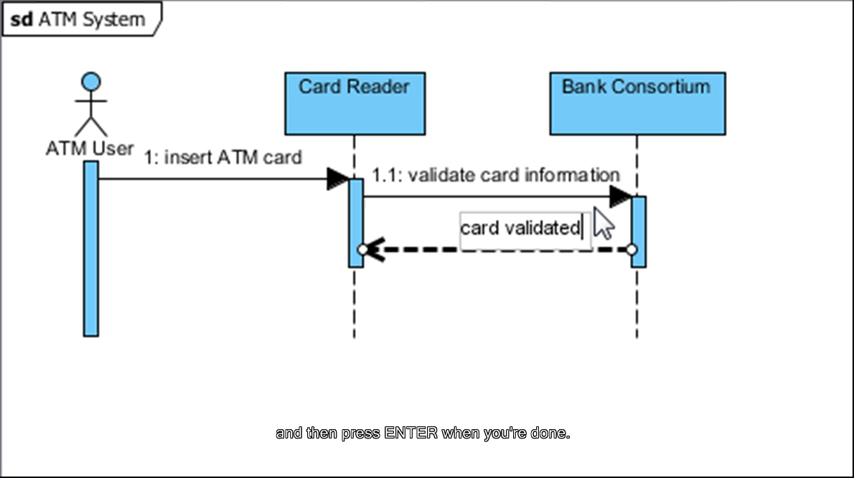 sd ATM System
Card Reader
Bank Consortium
ATM User
1: insert ATM card
1.1: validate card information
card validated
and then press ENTER when you're done.